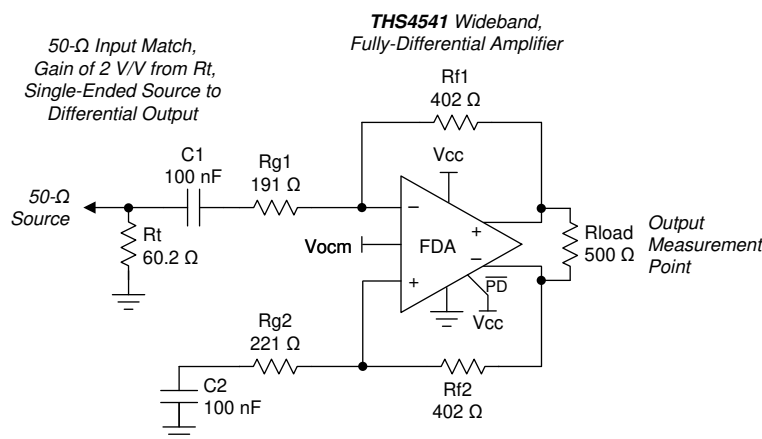 THS4541 Wideband,
Fully-Differential Amplifier
50-Ω Input Match,
Gain of 2 V/V from Rt,
Single-Ended Source to
Differential Output
Rf1
402 Ω
C1
100 nF
Rg1
191 Ω
Vcc
50-Ω
Source
Rt
60.2 Ω
−
+
Vocm
FDA
+
−
PD
Vcc
Rload
500 Ω
Output
Measurement
Point
Rg2
221 Ω
C2
100 nF
Rf2
402 Ω